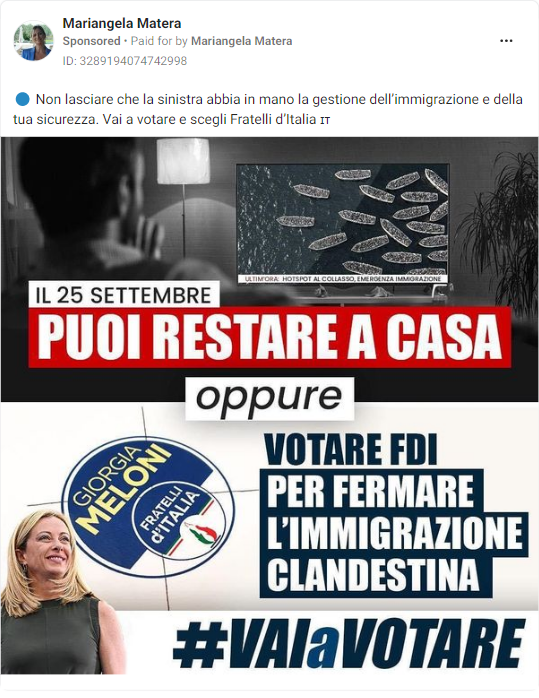 Mariangela Matera
Sponsored • Paid for by Mariangela Matera
ID: 3289194074742998
Non lasciare che la sinistra abbia in mano la gestione dell'immigrazione e della
tua sicurezza. Vai a votare e scegli Fratelli d'Italia IT
ULTIM'ORA: HOTSPOT AL COLLASSO, EMERGENZA IMMIGRAZIONE
IL 25 SETTEMBRE
PUOI RESTARE A CASA
oppure
GIORGIA
MELONI
FRATELLI
d'ITALIA
VOTARE FDI
PER FERMARE
L'IMMIGRAZIONE
CLANDESTINA
#VAIaVOTARE